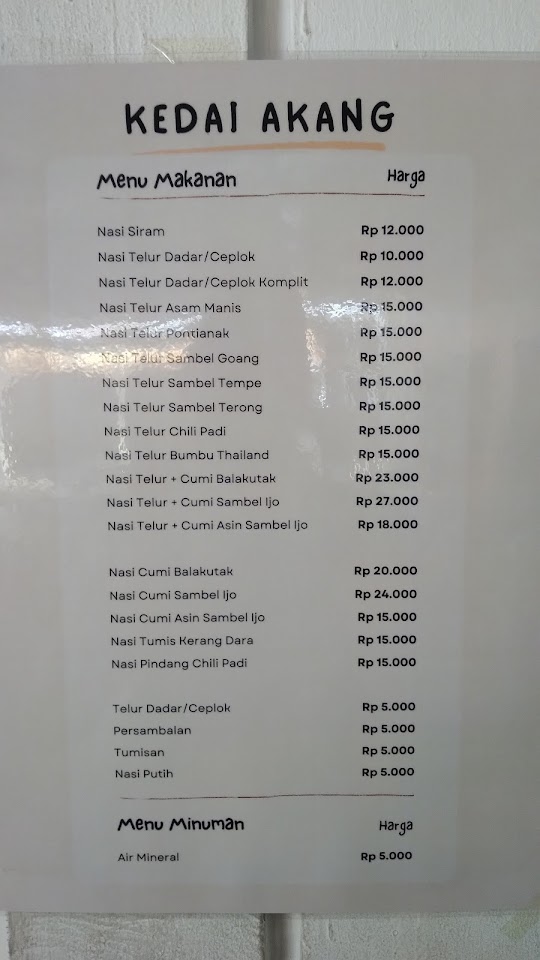 KEDAI AKANG
Menu Makanan Harga
Nasi Siram Rp 12.000
Nasi Telur Dadar/Ceplok Rp 10.000
Nasi Telur Dadar/Ceplok Komplit Rp 12.000
Nasi Telur Asam Manis Rp 15.000
Nasi Telur Pontianak Rp 15.000
Nasi Telur Sambel Goang Rp 15.000
Nasi Telur Sambel Tempe Rp 15.000
Nasi Telur Sambel Terong Rp 15.000
Nasi Telur Chili Padi Rp 15.000
Nasi Telur Bumbu Thailand Rp 15.000
Nasi Telur + Cumi Balakutak Rp 23.000
Nasi Telur + Cumi Sambel Ijo Rp 27.000
Nasi Telur + Cumi Asin Sambel Ijo Rp 18.000
Nasi Cumi Balakutak Rp 20.000
Nasi Cumi Sambel Ijo Rp 24.000
Nasi Cumi Asin Sambel Ijo Rp 15.000
Nasi Tumis Kerang Dara Rp 15.000
Nasi Pindang Chili Padi Rp 15.000
Telur Dadar/Ceplok Rp 5.000
Persambalan Rp 5.000
Tumisan Rp 5.000
Nasi Putih Rp 5.000
Menu Minuman Harga
Air Mineral Rp 5.000